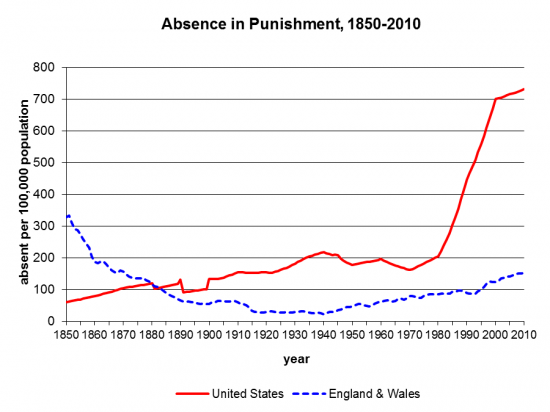 Absence in Punishment, 1850-2010
absent per 100,000 population
800
700
600
500
400
300
200
100
0
1850 1860 1870 1880 1890 1900 1910 1920 1930 1940 1950 1960 1970 1980 1990 2000 2010
year
United States England & Wales